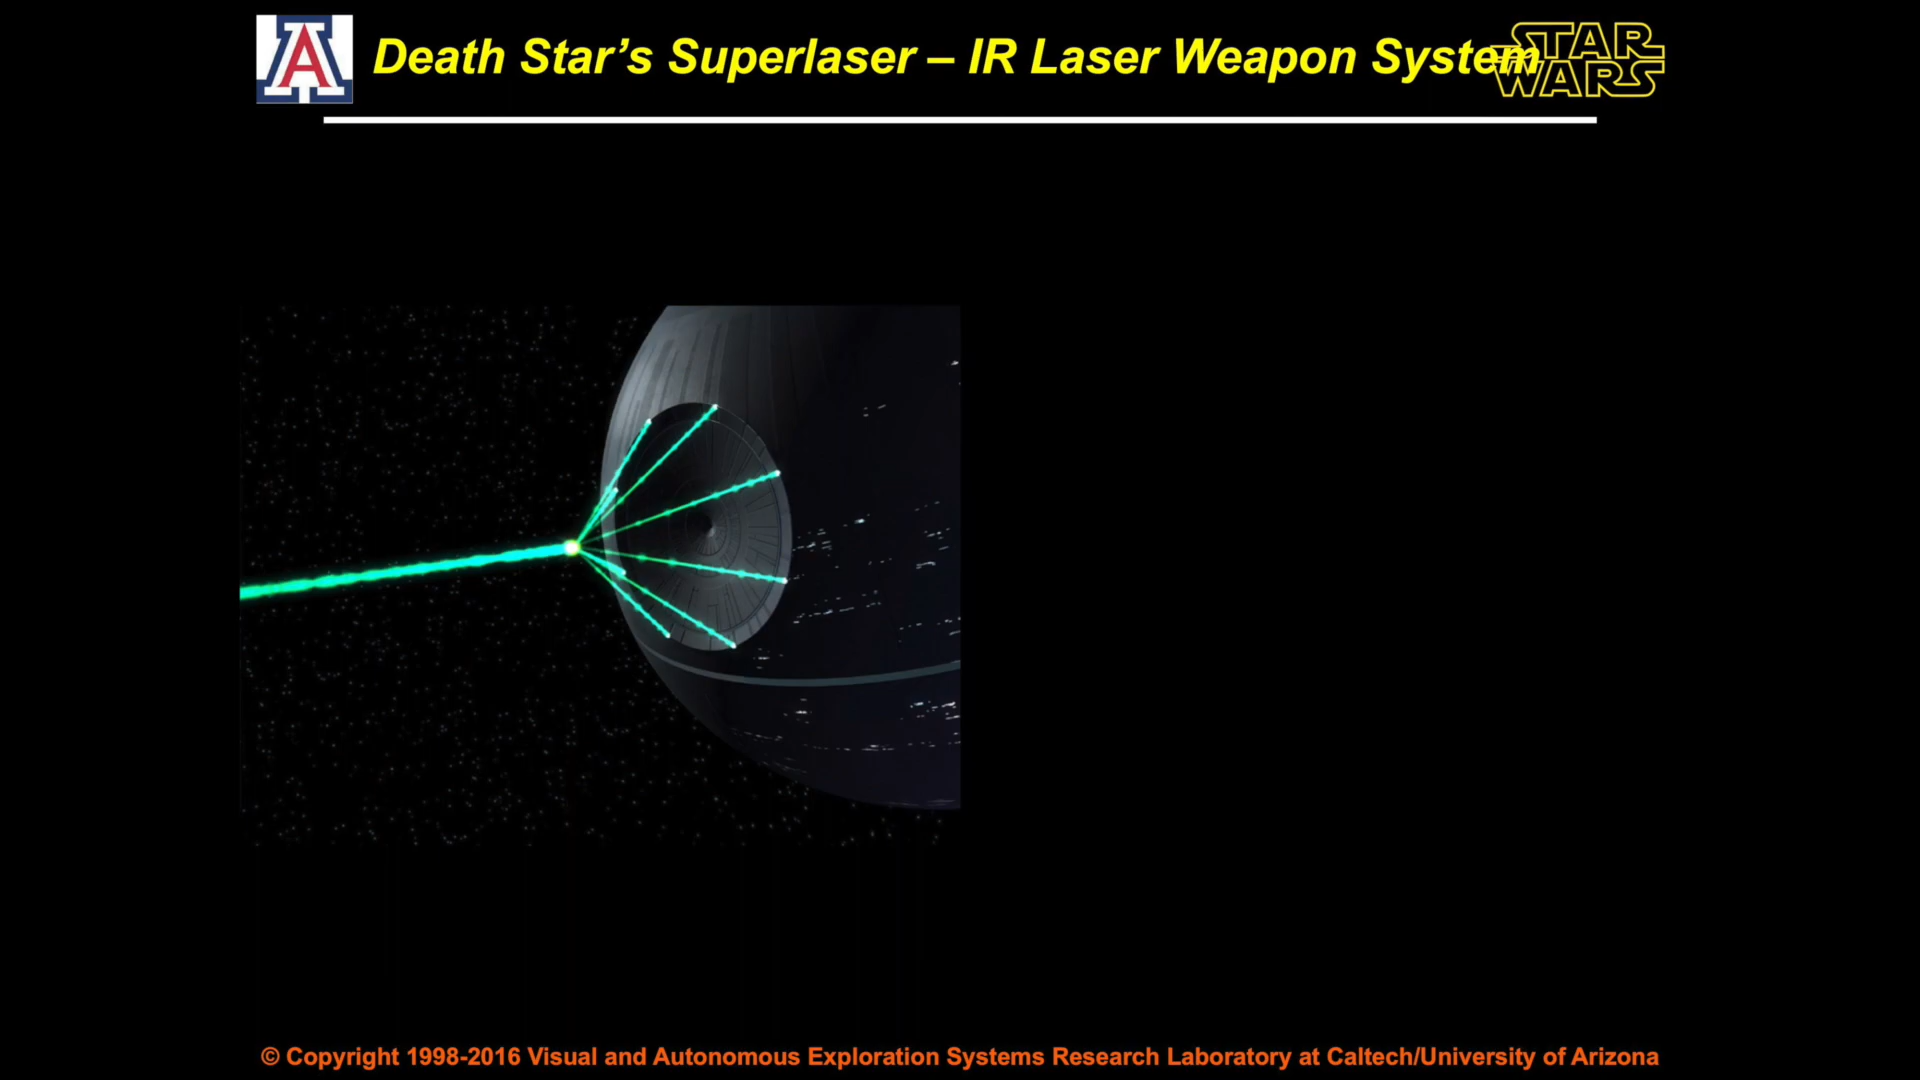 A
Death Star’s Superlaser – IR Laser Weapon System
STAR
WARS
© Copyright 1998-2016 Visual and Autonomous Exploration Systems Research Laboratory at Caltech/University of Arizona